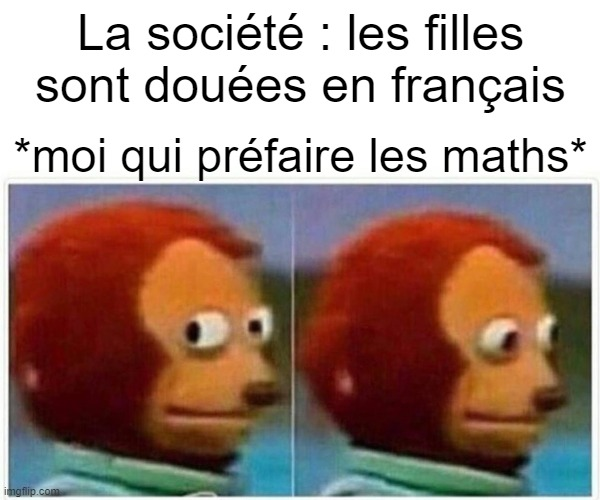 La société : les filles
sont douées en français
*moi qui préfaire les maths*
imgflip.com